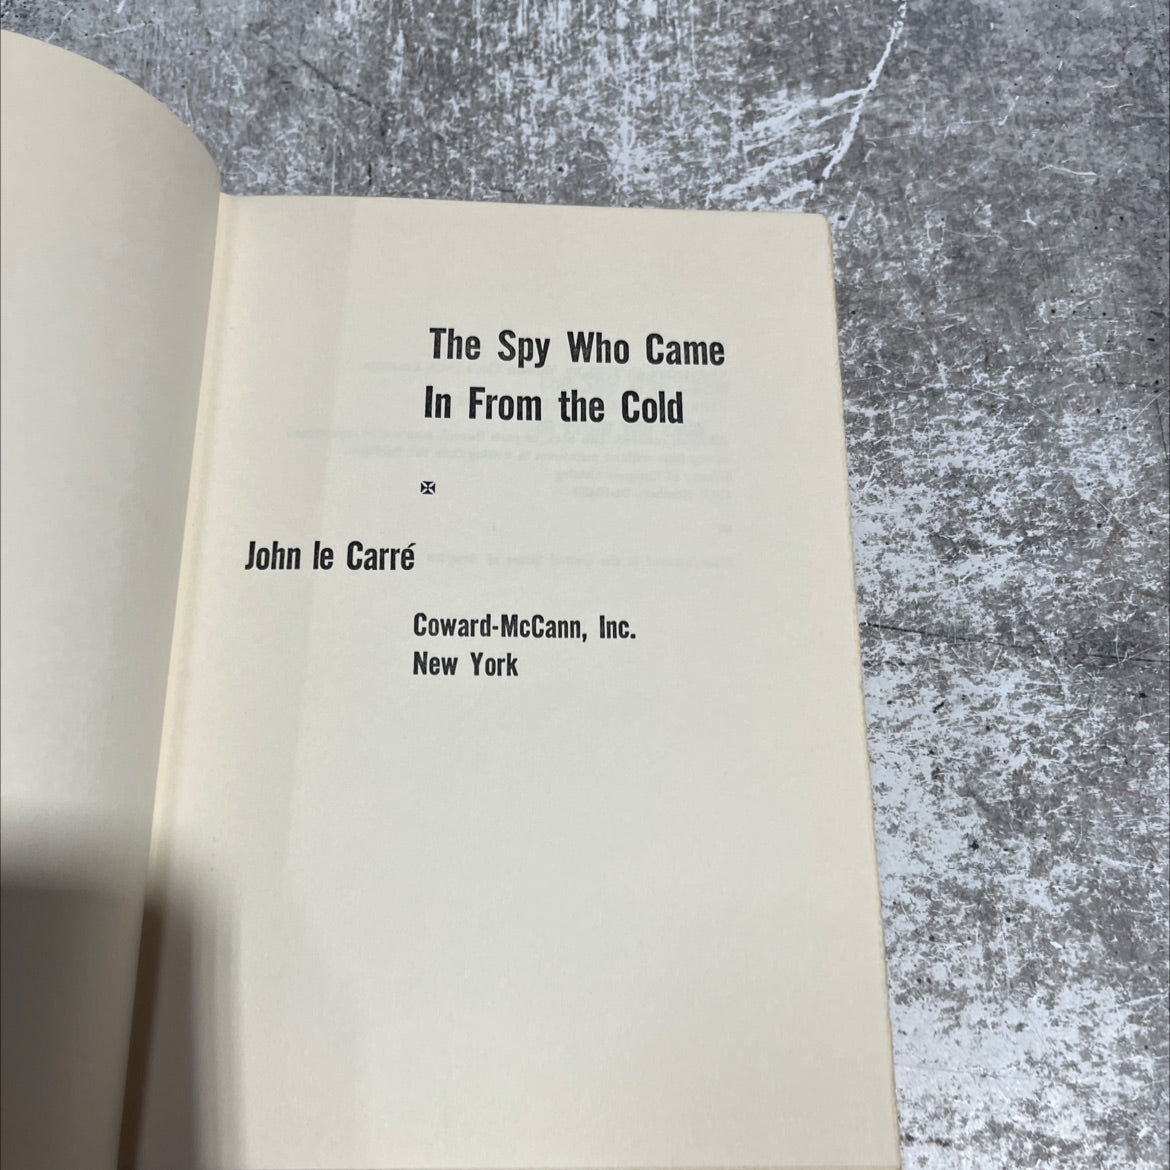 The Spy Who Came
In From the Cold
John le Carré
Coward-McCann, Inc.
New York